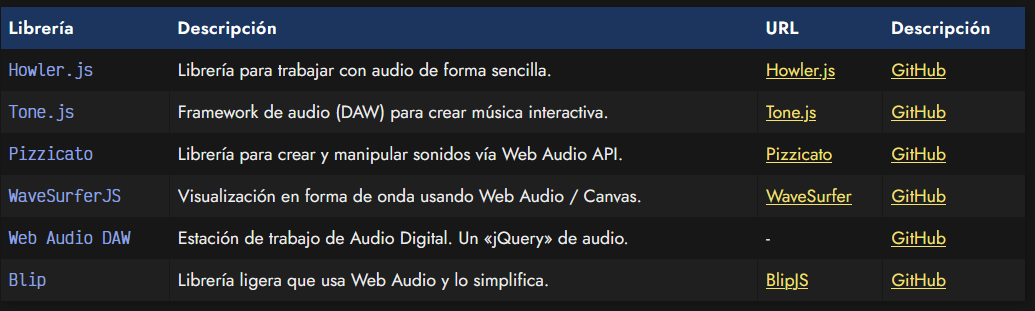 Librería Descripción URL Descripción
Howler.js Librería para trabajar con audio de forma sencilla. Howler.js GitHub
Tone.js Framework de audio (DAW) para crear música interactiva. Tone.js GitHub
Pizzicato Librería para crear y manipular sonidos vía Web Audio API. Pizzicato GitHub
WaveSurferJS Visualización en forma de onda usando Web Audio / Canvas. WaveSurfer GitHub
Web Audio DAW Estación de trabajo de Audio Digital. Un «jQuery» de audio. - GitHub
Blip Librería ligera que usa Web Audio y lo simplifica. BlipJS GitHub